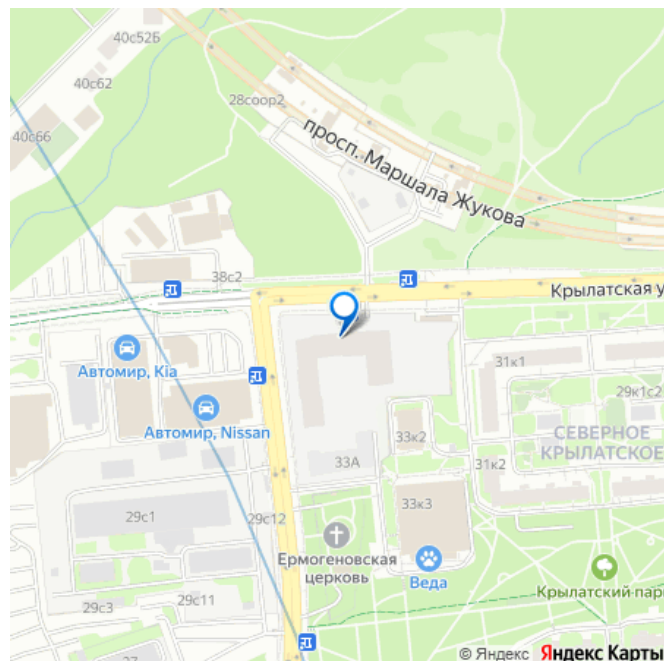 40с52Б
40с62
28соор2
40с66
просп. Маршала Жукова
38с2
Крылатская у
Автомир, Kia
31к1
29к1с2
Автомир, Nissan
33к2
СЕВЕРНОЕ
КРЫЛАТСКОЕ
33А
31к2
33к3
29с1
29с12
Ермогеновская
церковь
Веда
Крылатский пар
29с3
29с11
27
© Яндекс Яндекс Карты